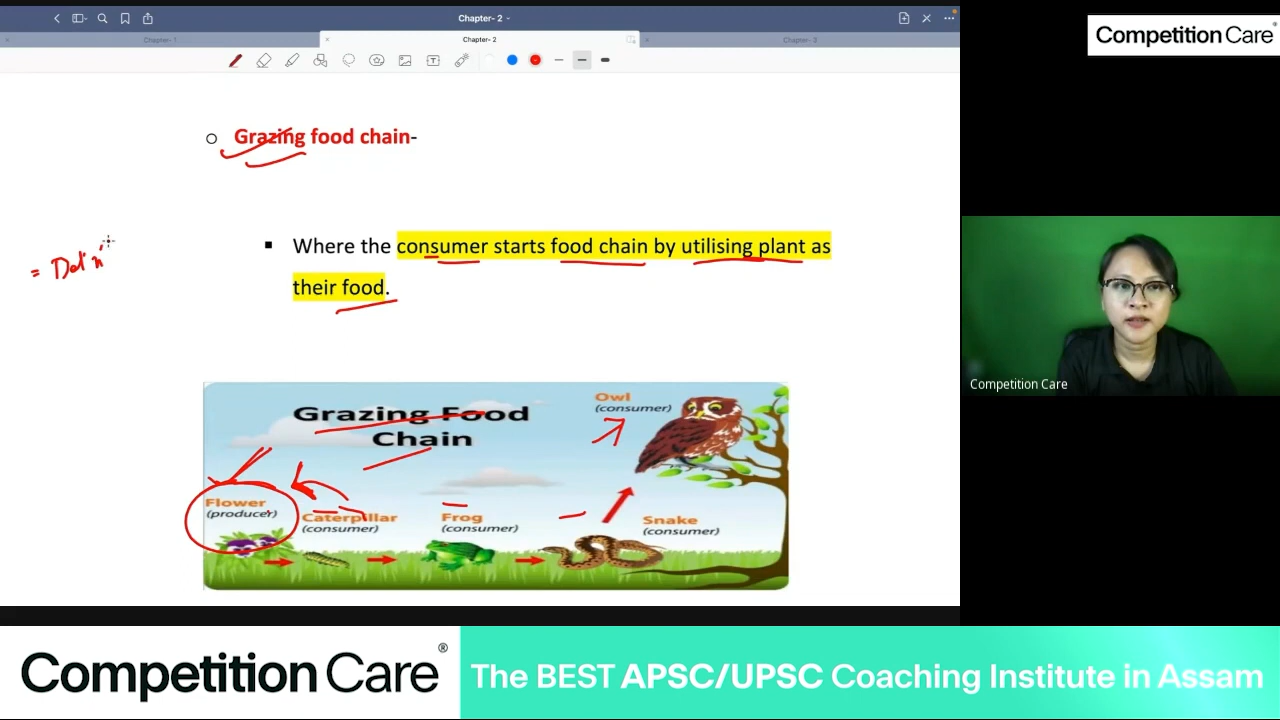 Chapter- 2
Competition Care
Chapter- 1
Chapter- 2
Chapter- 3
Grazing food chain-
Where the consumer starts food chain by utilising plant as
their food.
Grazing Food
Chain
Owl
(consumer)
Flower
(producer)
Caterpillar
(consumer)
Frog
(consumer)
Snake
(consumer)
Competition Care
Competition Care®
The BEST APSC/UPSC Coaching Institute in Assam